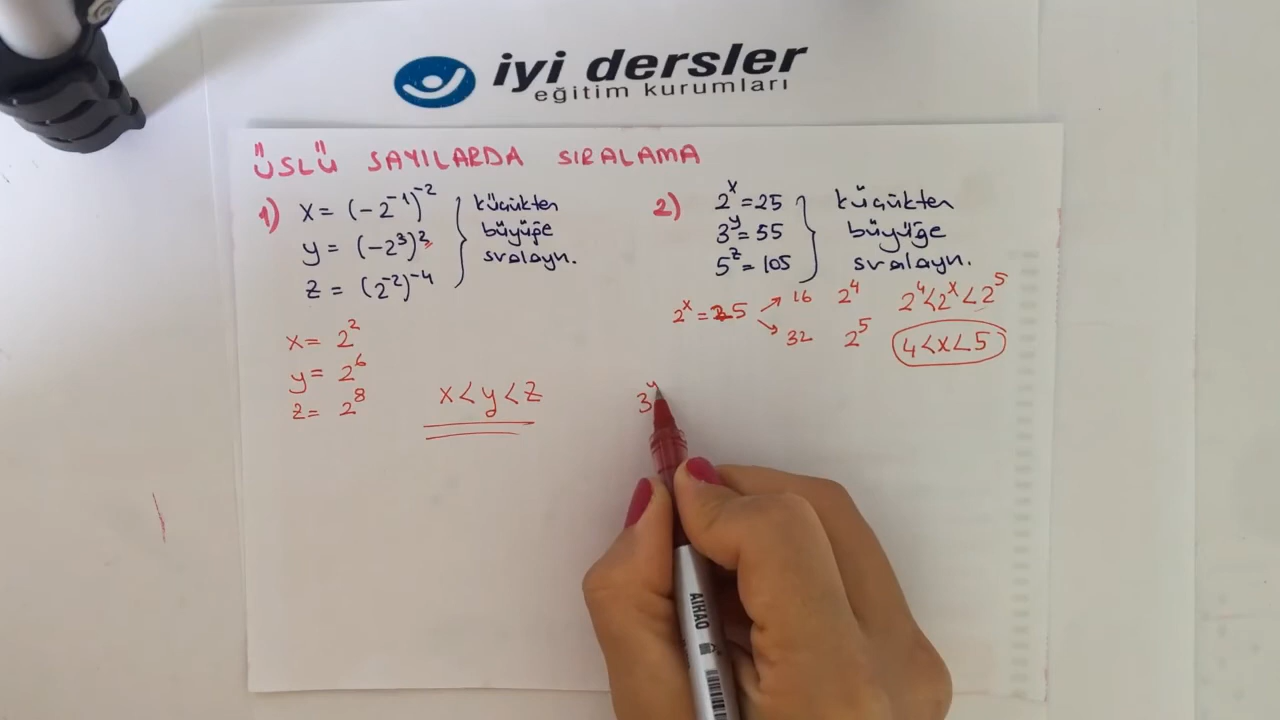 iyi dersler
eğitim kurumları
ÜSLÜ SAYILARDA SIRALAMA
1) x = (-2⁻¹)⁻²
y = (-2³)²
z = (2⁻²)⁻⁴
küçükten
büyüğe
sıralayın.
x = 2²
y = 2⁶
z = 2⁸
x < y < z
2) 2ˣ = 25
3ʸ = 55
5ᶻ = 105
küçükten
büyüğe
sıralayın.
2ˣ = 25 → 16 2⁴ 2⁴ < 2ˣ < 2⁵
→ 32 2⁵ 4 < x < 5
3ʸ
AIHAO